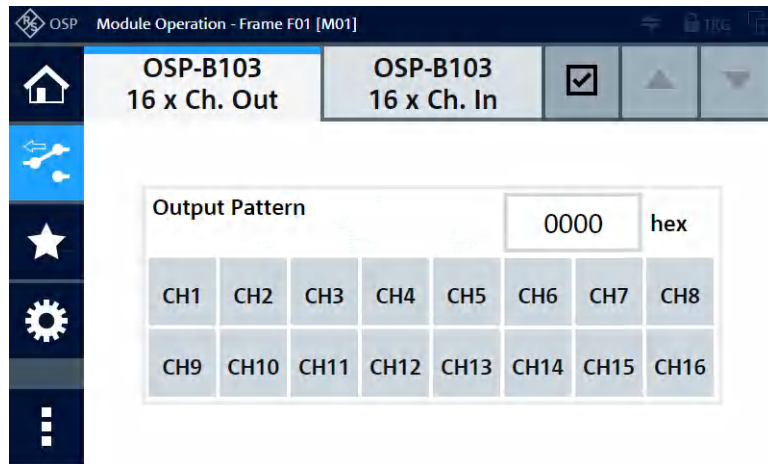 OSP Module Operation - Frame F01 [M01] TRG
OSP-B103 OSP-B103
16 x Ch. Out 16 x Ch. In
Output Pattern 0000 hex
CH1 CH2 CH3 CH4 CH5 CH6 CH7 CH8
CH9 CH10 CH11 CH12 CH13 CH14 CH15 CH16